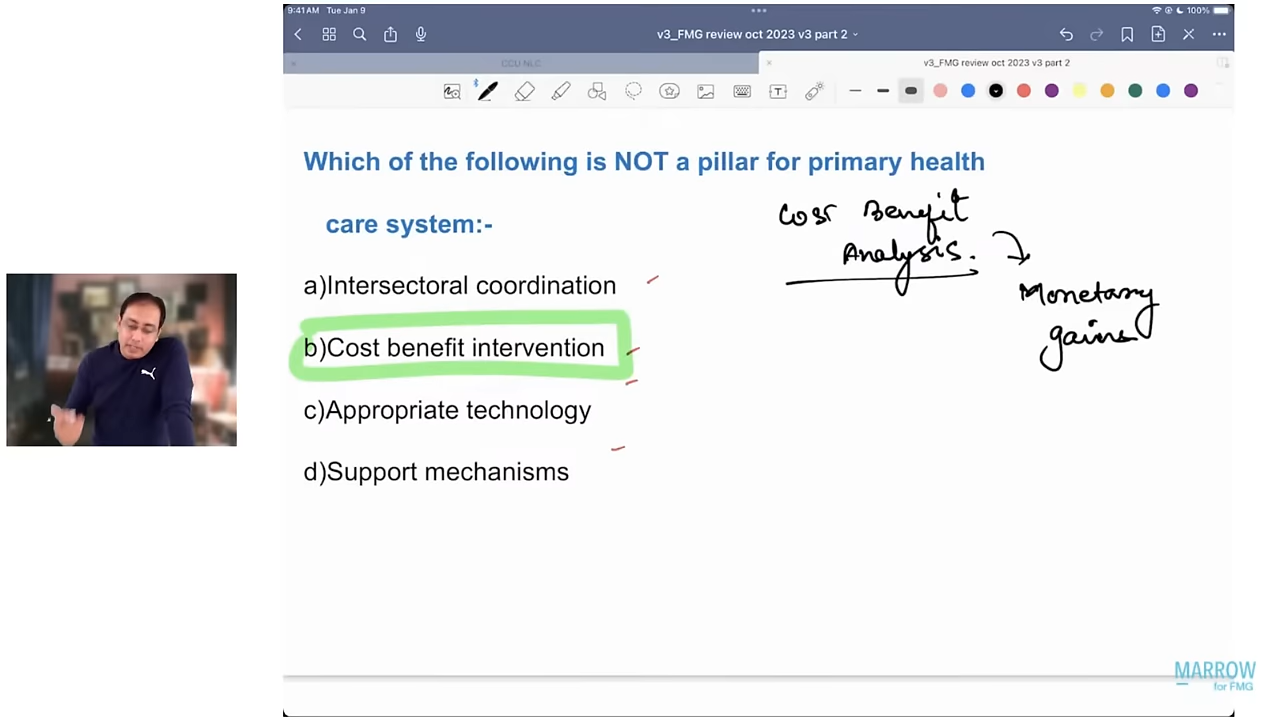 9:41 AM Tue Jan 9
100%
v3_FMG review oct 2023 v3 part 2
CCU NLC
v3_FMG review oct 2023 v3 part 2
Which of the following is NOT a pillar for primary health
care system:-
a)Intersectoral coordination
b)Cost benefit intervention
c)Appropriate technology
d)Support mechanisms
Cost Benefit
Analysis.
Monetary
gains
MARROW
for FMG